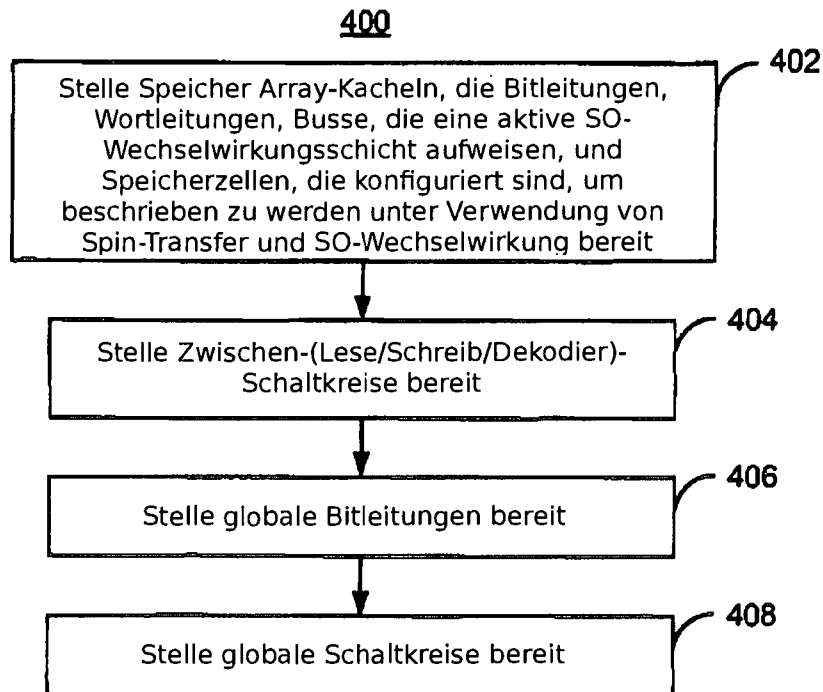 400
402
Stelle Speicher Array-Kacheln, die Bitleitungen,
Wortleitungen, Busse, die eine aktive SO-
Wechselwirkungsschicht aufweisen, und
Speicherzellen, die konfiguriert sind, um
beschrieben zu werden unter Verwendung von
Spin-Transfer und SO-Wechselwirkung bereit
404
Stelle Zwischen-(Lese/Schreib/Dekodier)-
Schaltkreise bereit
406
Stelle globale Bitleitungen bereit
408
Stelle globale Schaltkreise bereit